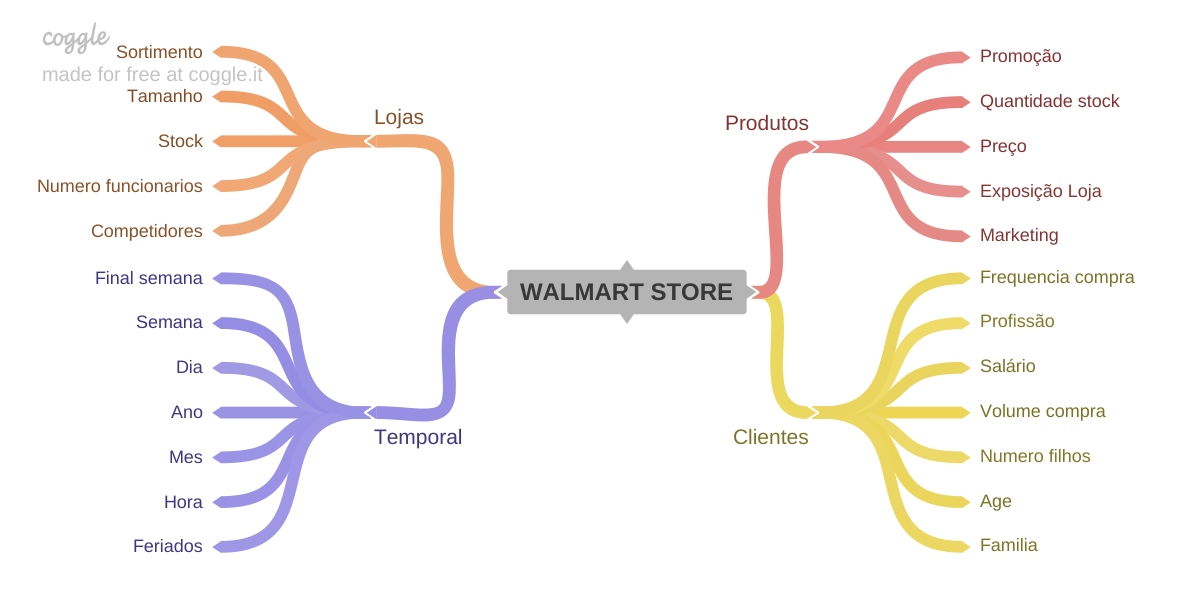 coggle
made for free at coggle.it
Lojas
Sortimento
Tamanho
Stock
Numero funcionarios
Competidores
Temporal
Final semana
Semana
Dia
Ano
Mes
Hora
Feriados
WALMART STORE
Produtos
Promoção
Quantidade stock
Preço
Exposição Loja
Marketing
Clientes
Frequencia compra
Profissão
Salário
Volume compra
Numero filhos
Age
Familia